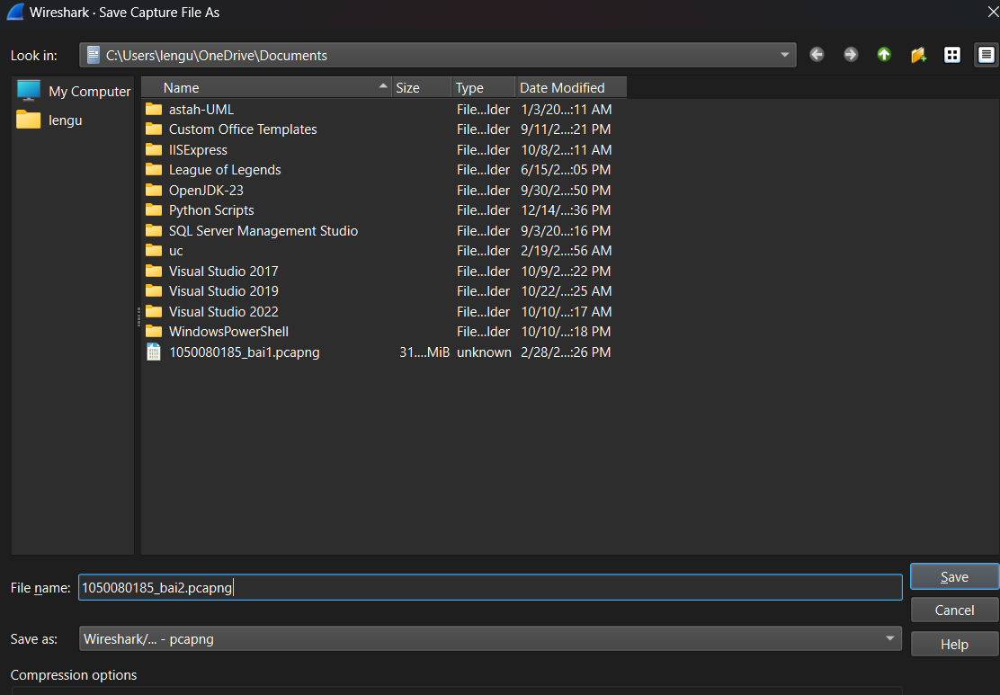 Wireshark · Save Capture File As
Look in: C:\Users\lengu\OneDrive\Documents
My Computer
lengu
Name Size Type Date Modified
astah-UML File...lder 1/3/20...:11 AM
Custom Office Templates File...lder 9/11/2...:21 PM
IISExpress File...lder 10/8/2...:11 AM
League of Legends File...lder 6/15/2...:05 PM
OpenJDK-23 File...lder 9/30/2...:50 PM
Python Scripts File...lder 12/14/...:36 PM
SQL Server Management Studio File...lder 9/3/20...:16 PM
uc File...lder 2/19/2...:56 AM
Visual Studio 2017 File...lder 10/9/2...:22 PM
Visual Studio 2019 File...lder 10/22/...:25 AM
Visual Studio 2022 File...lder 10/10/...:17 AM
WindowsPowerShell File...lder 10/10/...:18 PM
1050080185_bai1.pcapng 31....MiB unknown 2/28/2...:26 PM
File name: 1050080185_bai2.pcapng
Save
Cancel
Save as: Wireshark/... - pcapng
Help
Compression options